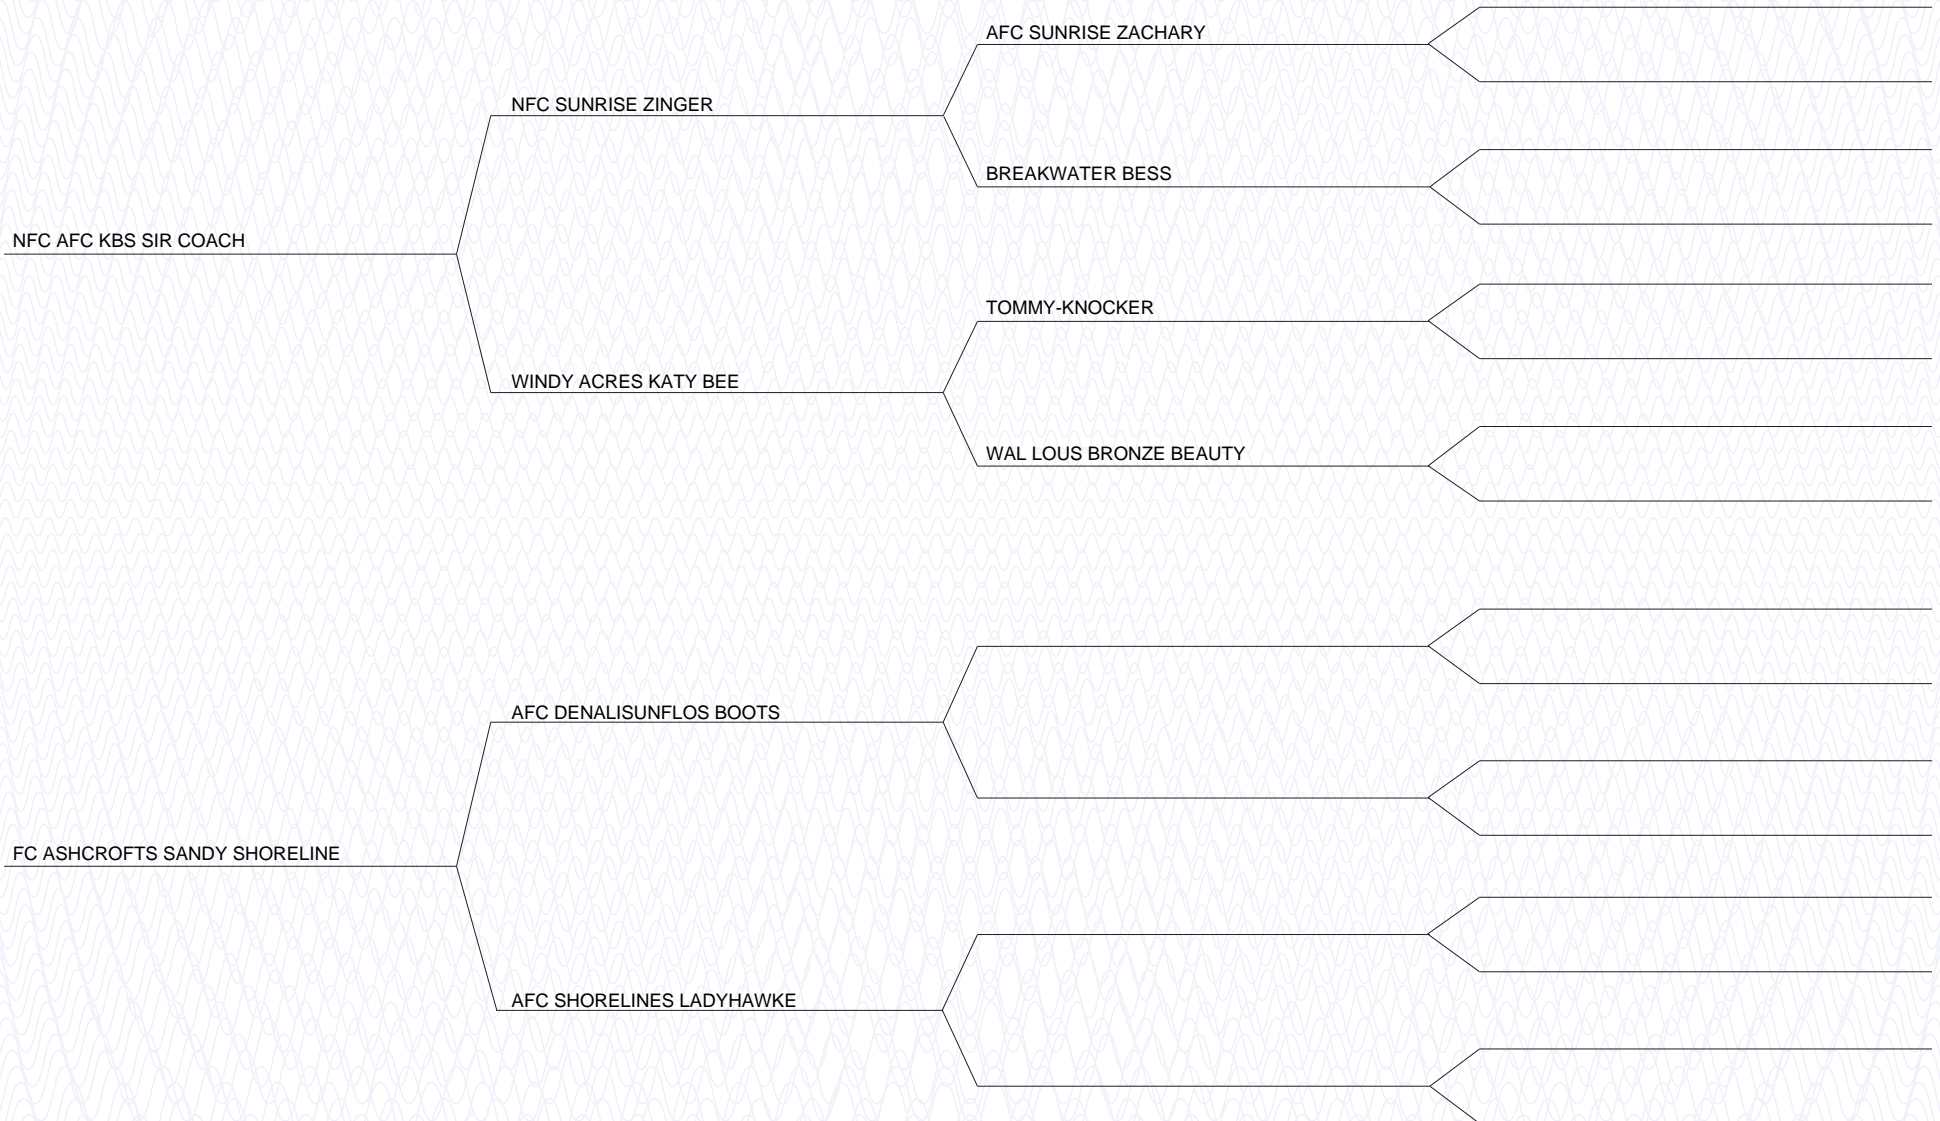 AFC SUNRISE ZACHARY
NFC SUNRISE ZINGER
BREAKWATER BESS
NFC AFC KBS SIR COACH
TOMMY-KNOCKER
WINDY ACRES KATY BEE
WAL LOUS BRONZE BEAUTY
AFC DENALISUNFLOS BOOTS
FC ASHCROFTS SANDY SHORELINE
AFC SHORELINES LADYHAWKE